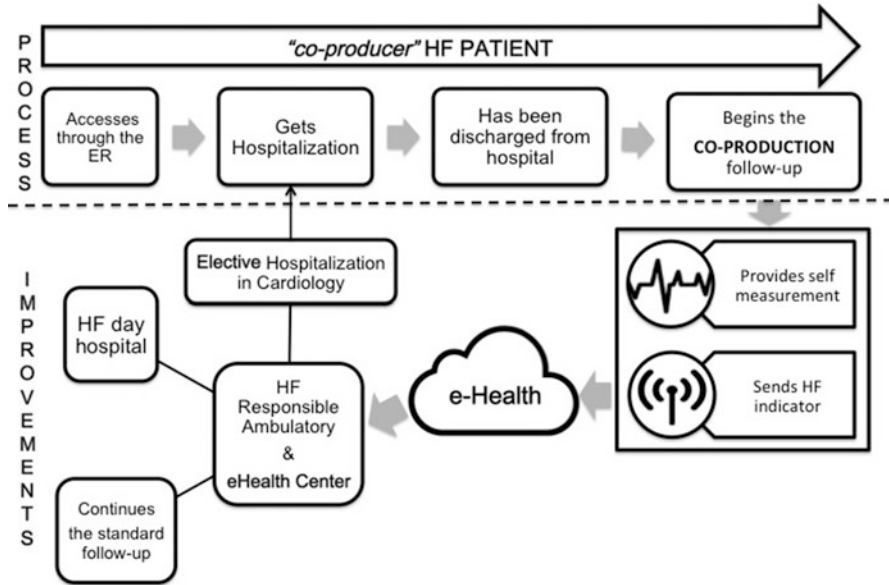 PROCESS
"co-producer" HF PATIENT
Accesses
through the
ER
Gets
Hospitalization
Has been
discharged from
hospital
Begins the
CO-PRODUCTION
follow-up
IMPROVEMENTS
Elective Hospitalization
in Cardiology
HF day
hospital
HF
Responsible
Ambulatory
&
eHealth Center
Continues
the standard
follow-up
e-Health
Provides self
measurement
Sends HF
indicator